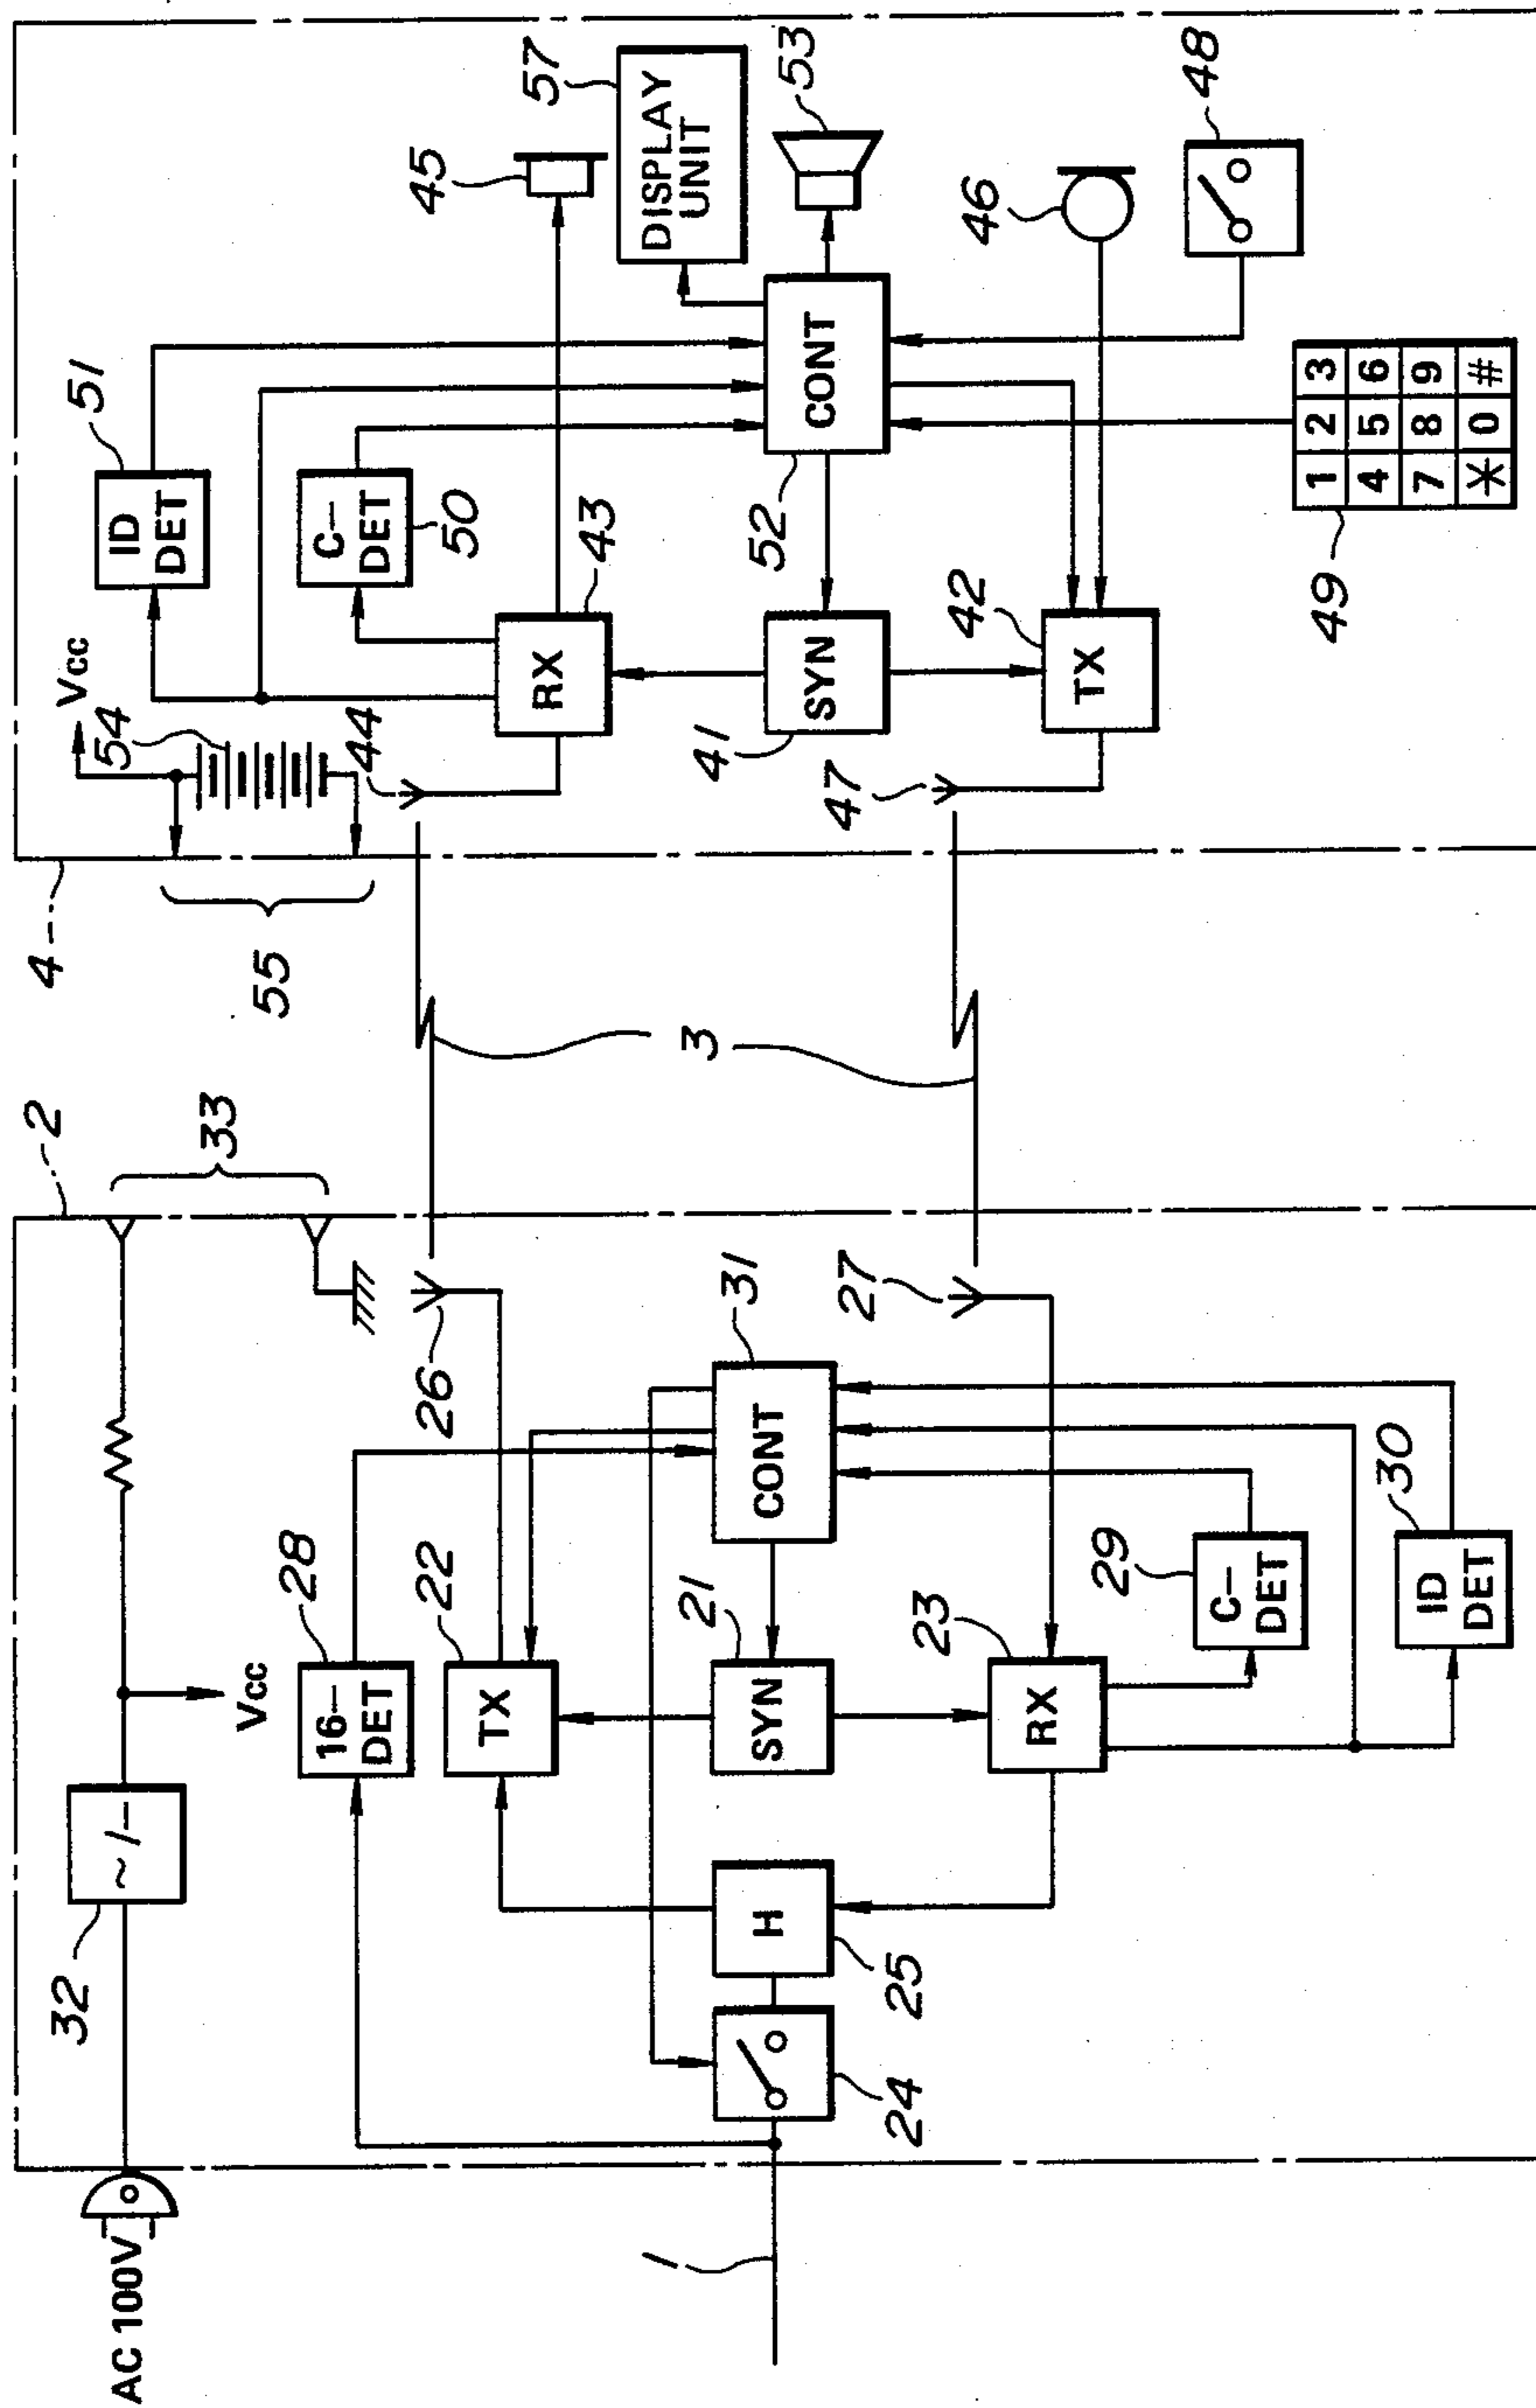 AC 100V
32
~/—
Vcc
33
2
28
16–
DET
22
TX
26
1
24
25
H
21
SYN
31
CONT
27
23
RX
29
C–
DET
30
ID
DET
3
4
55
Vcc
54
51
ID
DET
44
C–
DET
50
RX
43
45
57
DISPLAY
UNIT
53
41
SYN
52
CONT
47
42
TX
46
48
49
1 2 3
4 5 6
7 8 9
* 0 #